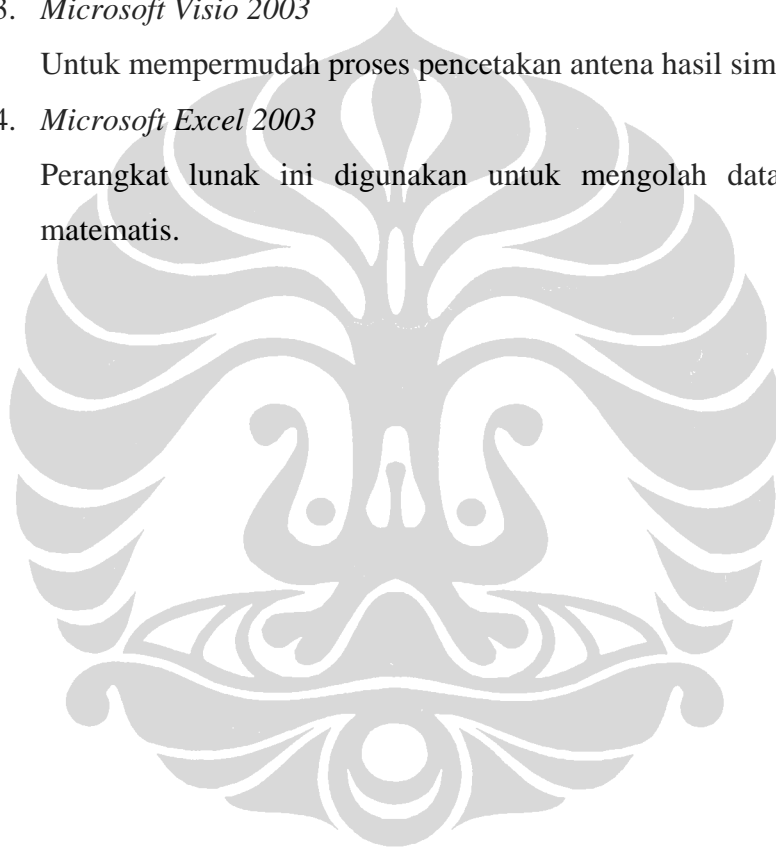 3. Microsoft Visio 2003
Untuk mempermudah proses pencetakan antena hasil sim
4. Microsoft Excel 2003
Perangkat lunak ini digunakan untuk mengolah data
matematis.